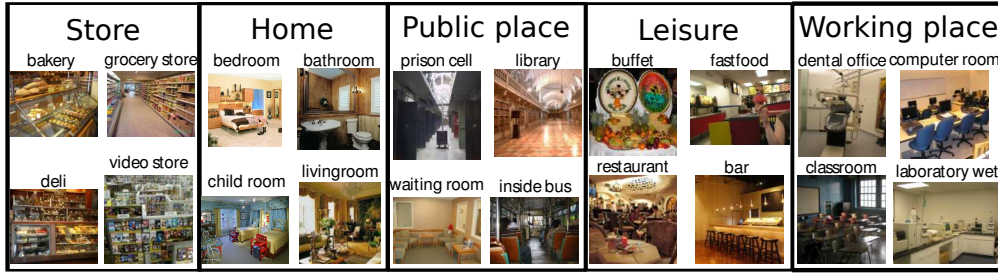 Store
bakery
grocery store
deli
video store
Home
bedroom
bathroom
child room
livingroom
Public place
prison cell
library
waiting room
inside bus
Leisure
buffet
fastfood
restaurant
bar
Working place
dental office
computer room
classroom
laboratory wet